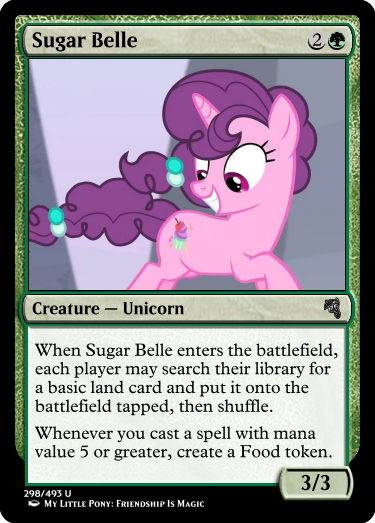 Sugar Belle 2
Creature — Unicorn
When Sugar Belle enters the battlefield,
each player may search their library for
a basic land card and put it onto the
battlefield tapped, then shuffle.
Whenever you cast a spell with mana
value 5 or greater, create a Food token.
3/3
298/493 U
My Little Pony: Friendship Is Magic